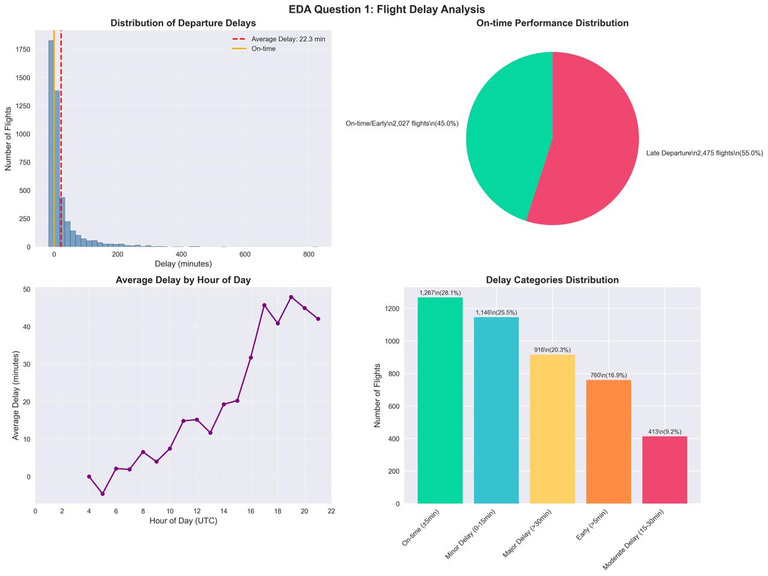 EDA Question 1: Flight Delay Analysis
Distribution of Departure Delays
Number of Flights
1750
1500
1250
1000
750
500
250
0
0
200
400
600
800
Delay (minutes)
Average Delay: 22.3 min
On-time
On-time Performance Distribution
On-time/Early\n2,027 flights\n(45.0%)
Late Departure\n2,475 flights\n(55.0%)
Average Delay by Hour of Day
Average Delay (minutes)
50
40
30
20
10
0
0
2
4
6
8
10
12
14
16
18
20
22
Hour of Day (UTC)
Delay Categories Distribution
Number of Flights
1200
1000
800
600
400
200
0
1,267\n(28.1%)
1,146\n(25.5%)
916\n(20.3%)
760\n(16.9%)
413\n(9.2%)
On-time (±5min)
Minor Delay (0-15min)
Major Delay (>30min)
Early (>5min)
Moderate Delay (15-30min)